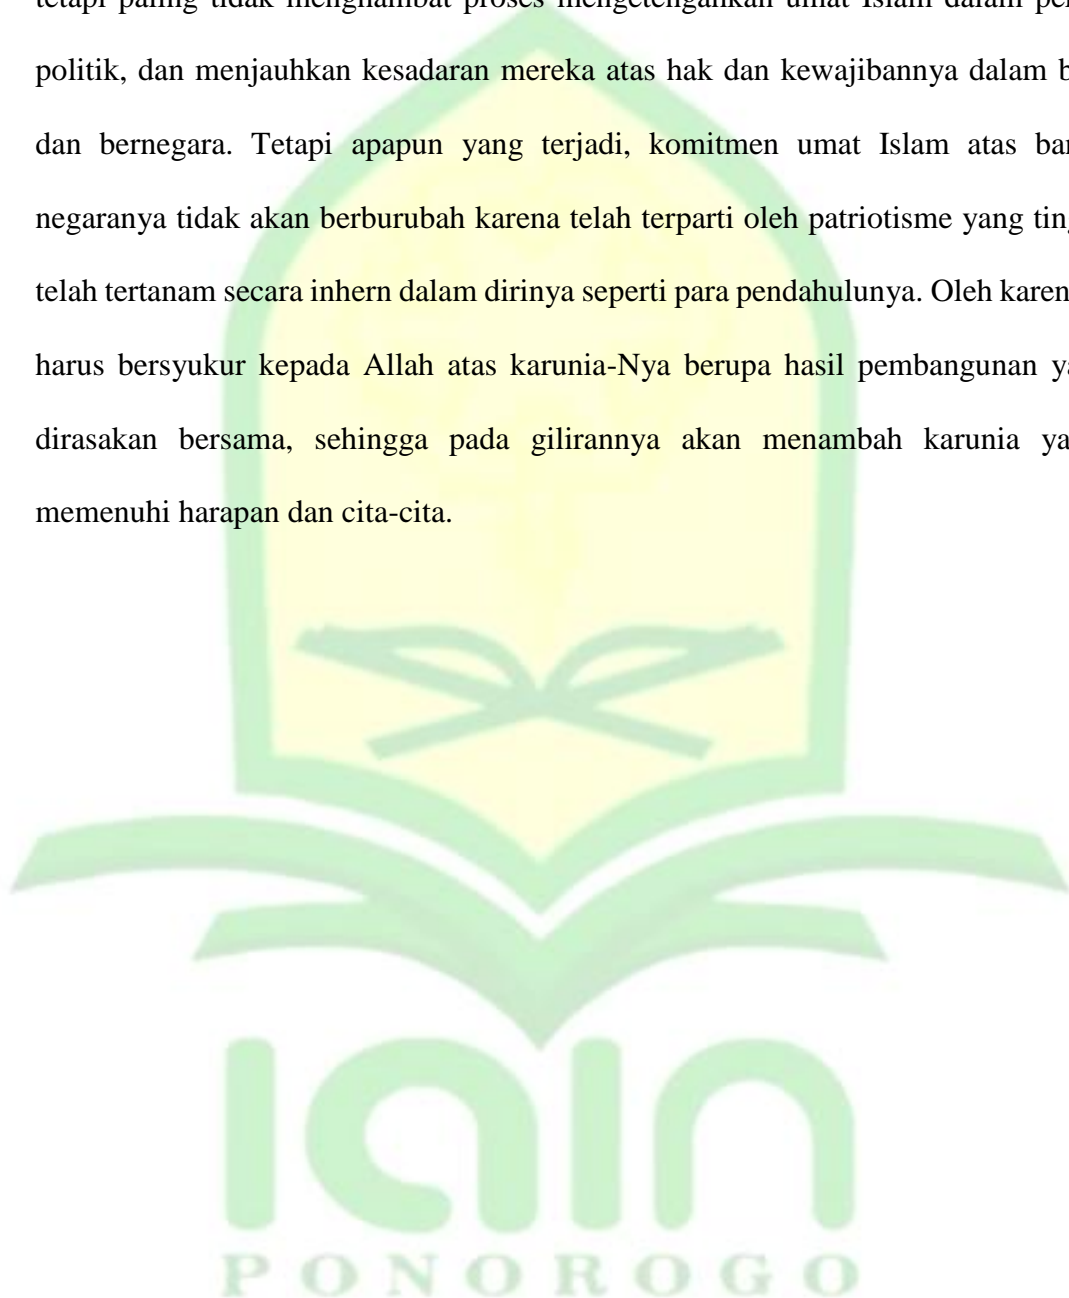 tetapi paling tidak menghambat proses mengetengahkan umat Islam dalam
politik, dan menjauhkan kesadaran mereka atas hak dan kewajibannya dalam
dan bernegara. Tetapi apapun yang terjadi, komitmen umat Islam atas
negaranya tidak akan berburubah karena telah terparti oleh patriotisme yang
telah tertanam secara inhern dalam dirinya seperti para pendahulunya. Oleh
harus bersyukur kepada Allah atas karunia-Nya berupa hasil pembangunan
dirasakan bersama, sehingga pada gilirannya akan menambah karunia
memenuhi harapan dan cita-cita.
iain
PONOROGO